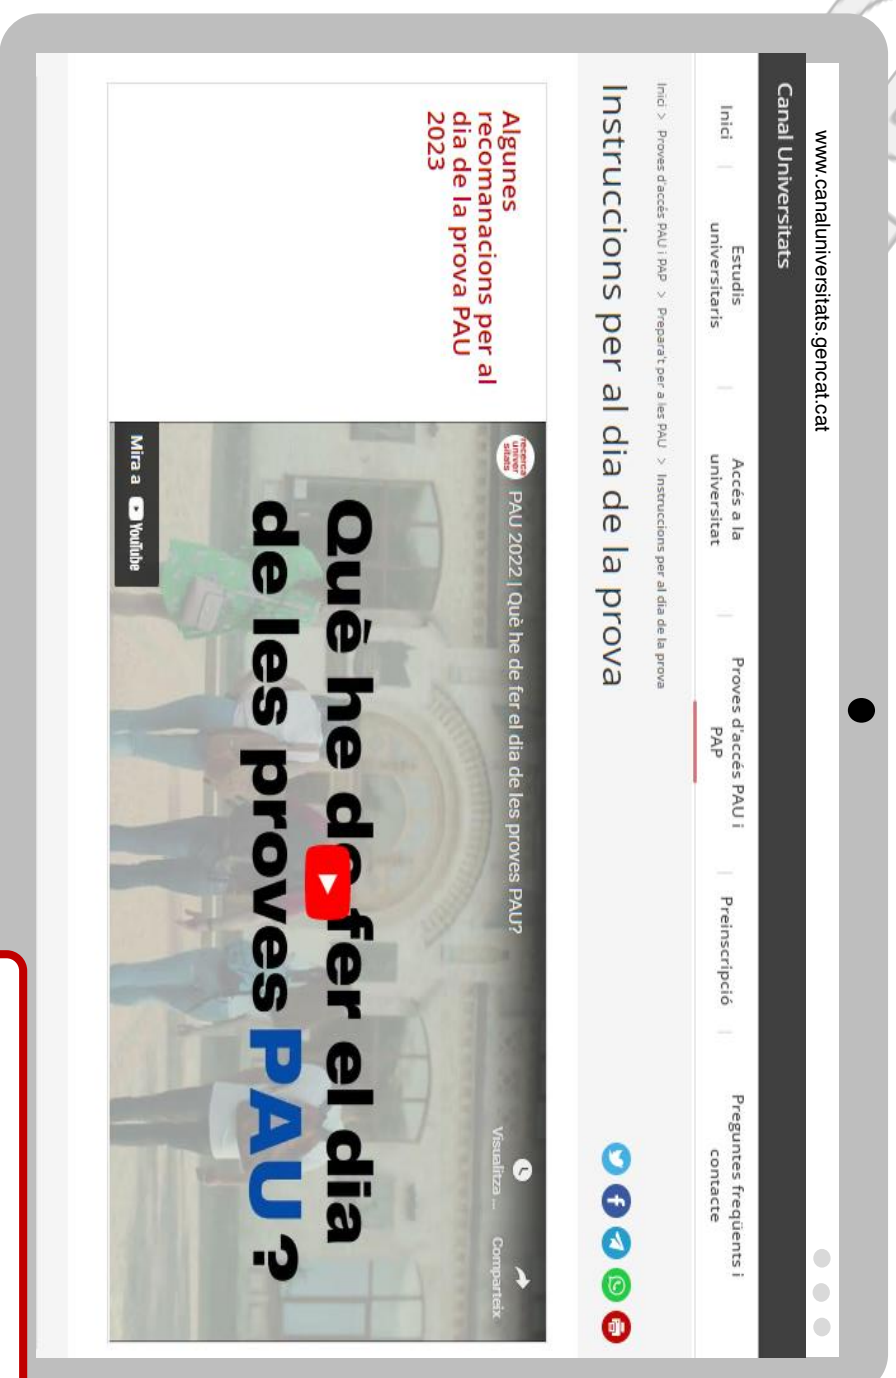 www.canaluniversitats.gencat.cat
Canal Universitats
Inici
Estudis
universitaris
Accés a la
universitat
Proves d'accés PAU i
PAP
Preinscripció
Preguntes freqüents i
contacte
Inici > Proves d'accés PAU i PAP > Prepara't per a les PAU > Instruccions per al dia de la prova
Instruccions per al dia de la prova
Algunes
recomanacions per al
dia de la prova PAU
2023
recerca
univer
sitats
PAU 2022 | Què he de fer el dia de les proves PAU?
Visualitza ...
Comparteix
Què he de fer el dia
de les proves PAU ?
Mira a YouTube